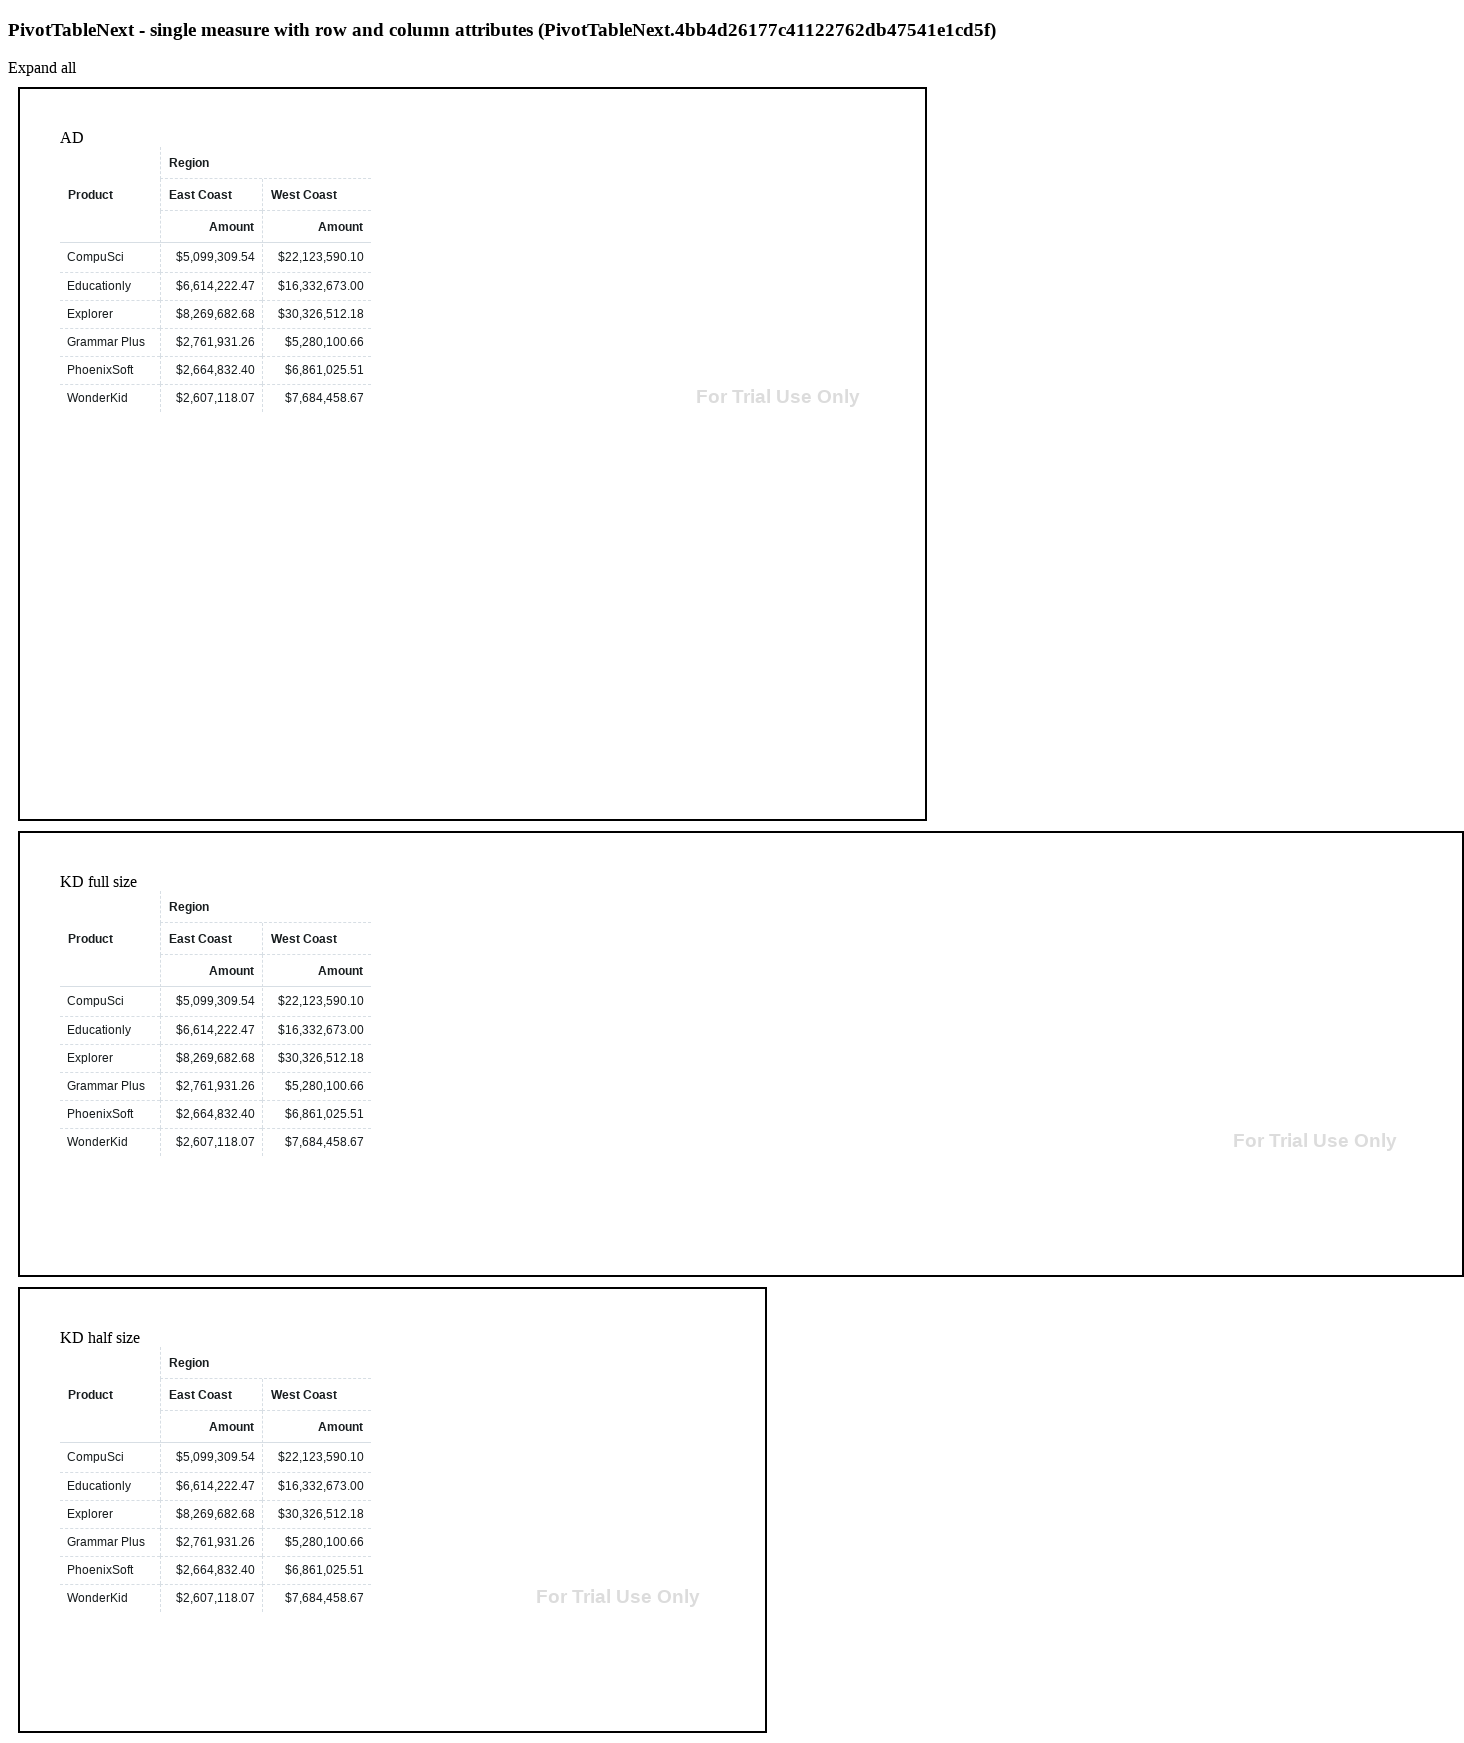 PivotTableNext - single measure with row and column attributes (PivotTableNext.4bb4d26177c41122762db47541e1cd5f)
Expand all
AD
Region
Product East Coast West Coast
Amount Amount
CompuSci $5,099,309.54 $22,123,590.10
Educationly $6,614,222.47 $16,332,673.00
Explorer $8,269,682.68 $30,326,512.18
Grammar Plus $2,761,931.26 $5,280,100.66
PhoenixSoft $2,664,832.40 $6,861,025.51
WonderKid $2,607,118.07 $7,684,458.67
For Trial Use Only
KD full size
Region
Product East Coast West Coast
Amount Amount
CompuSci $5,099,309.54 $22,123,590.10
Educationly $6,614,222.47 $16,332,673.00
Explorer $8,269,682.68 $30,326,512.18
Grammar Plus $2,761,931.26 $5,280,100.66
PhoenixSoft $2,664,832.40 $6,861,025.51
WonderKid $2,607,118.07 $7,684,458.67
For Trial Use Only
KD half size
Region
Product East Coast West Coast
Amount Amount
CompuSci $5,099,309.54 $22,123,590.10
Educationly $6,614,222.47 $16,332,673.00
Explorer $8,269,682.68 $30,326,512.18
Grammar Plus $2,761,931.26 $5,280,100.66
PhoenixSoft $2,664,832.40 $6,861,025.51
WonderKid $2,607,118.07 $7,684,458.67
For Trial Use Only